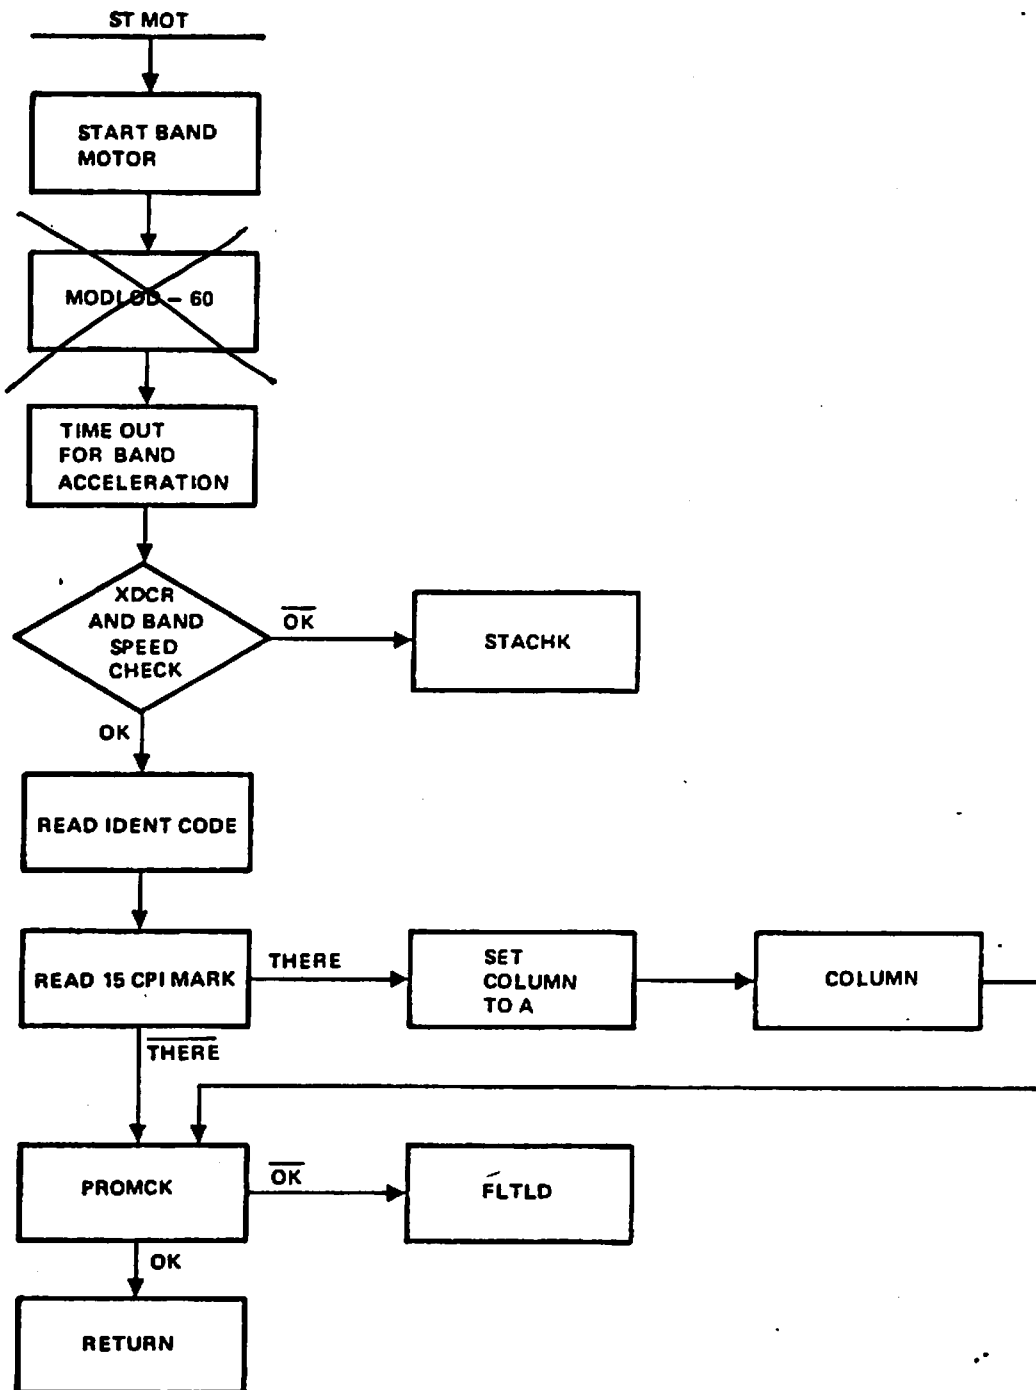 ST MOT
START BAND
MOTOR
MODLOD – 60
TIME OUT
FOR BAND
ACCELERATION
XDCR
AND BAND
SPEED
CHECK
OK
STACHK
OK
READ IDENT CODE
READ 15 CPI MARK
THERE
SET
COLUMN
TO A
COLUMN
THERE
PROMCK
OK
FLTLD
OK
RETURN